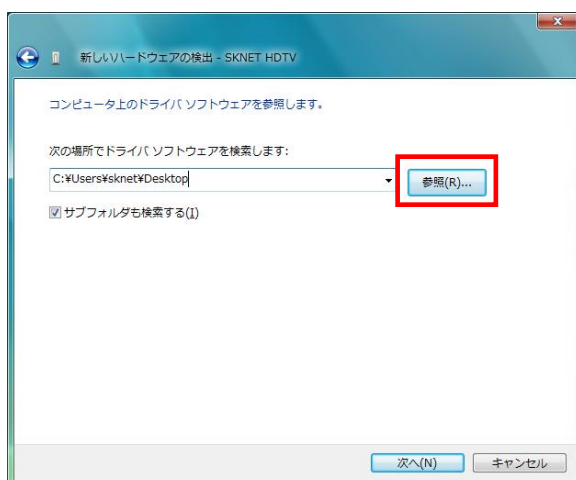 新しいハードウェアの検出 - SKNET HDTV
コンピュータ上のドライバ ソフトウェアを参照します。
次の場所でドライバ ソフトウェアを検索します:
C:¥Users¥sknet¥Desktop
参照(R)...
サブフォルダも検索する(I)
次へ(N)
キャンセル